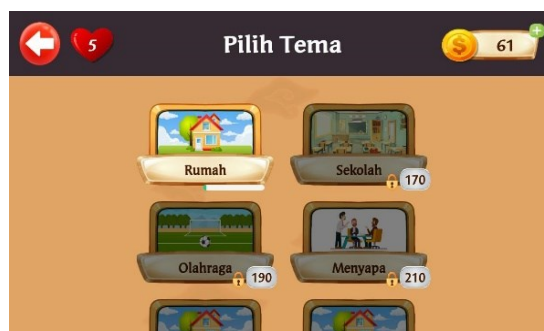 5
Pilih Tema
61
Rumah
Sekolah
170
Olahraga
190
Menyapa
210